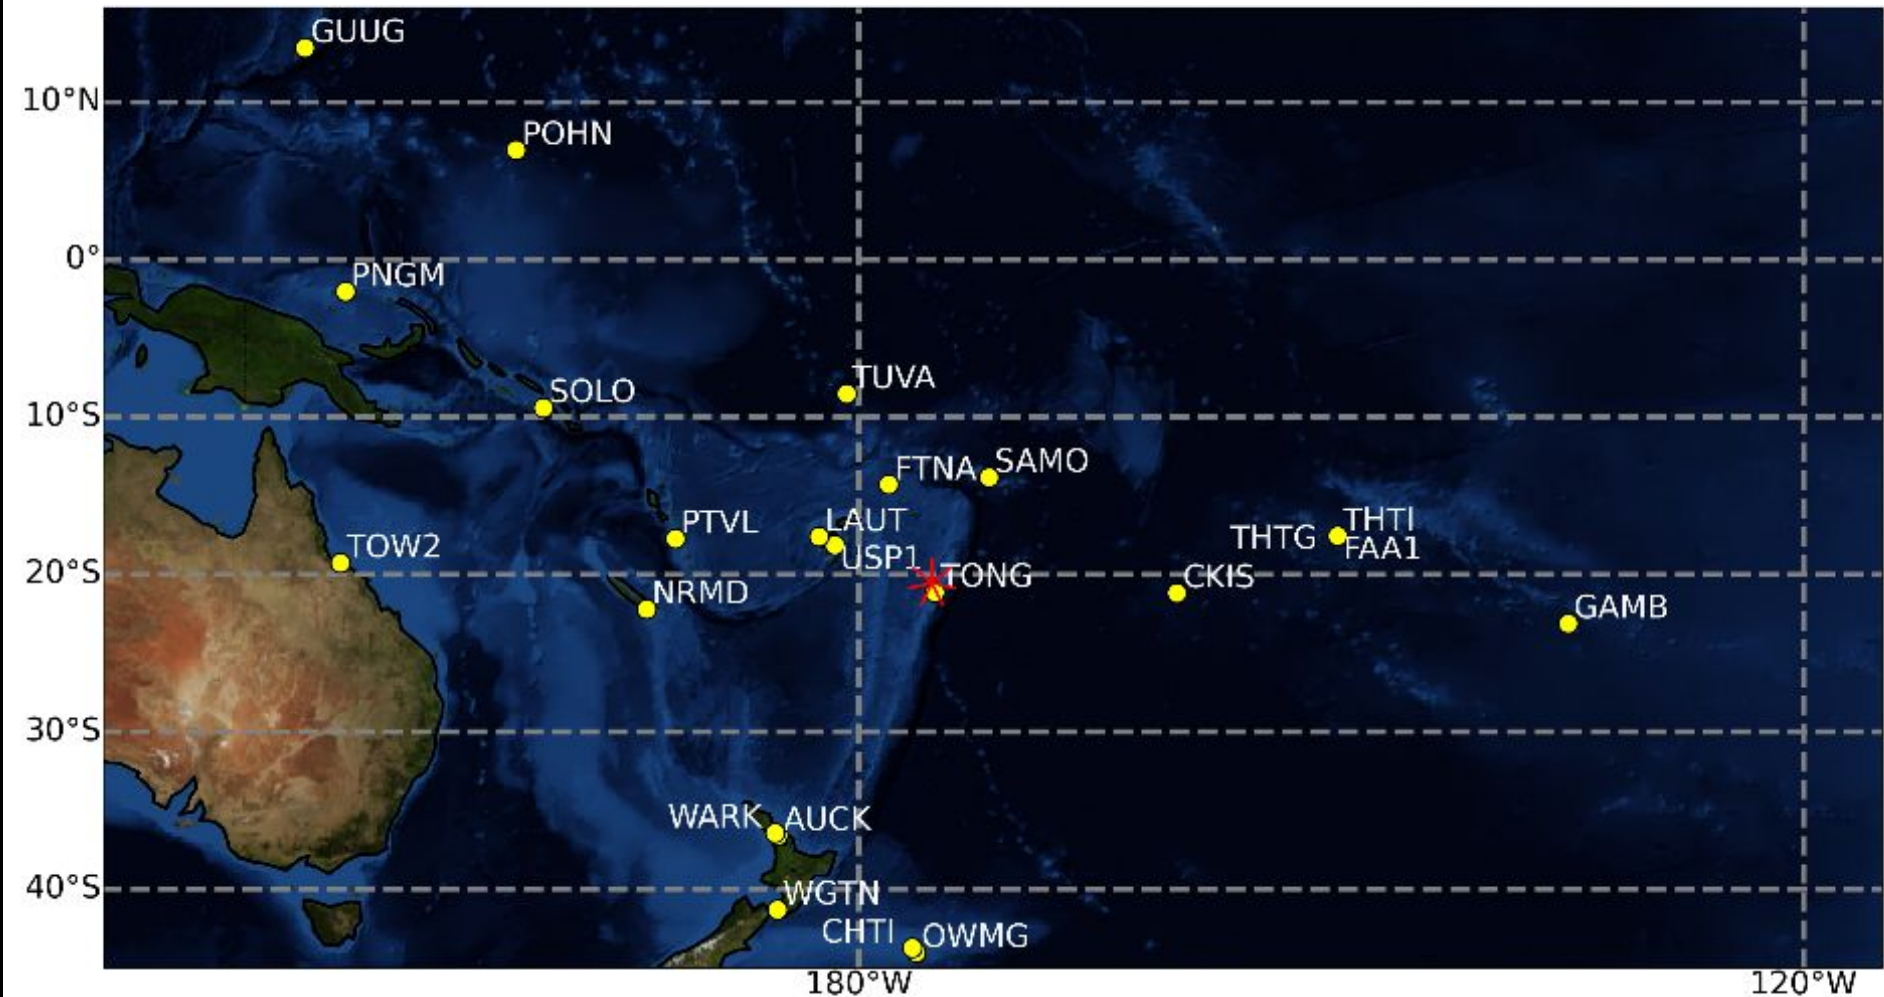 GUUG
10°N
POHN
0°
PNGM
TUVA
SOLO
10°S
SAMO
FTNA
PTVL
LAUT
THTI
THTG
FAA1
TOW2
USP1
20°S
TONG
CKIS
NRMD
GAMB
30°S
WARK
AUCK
40°S
WGTN
CHTI
OWMG
180°W
120°W